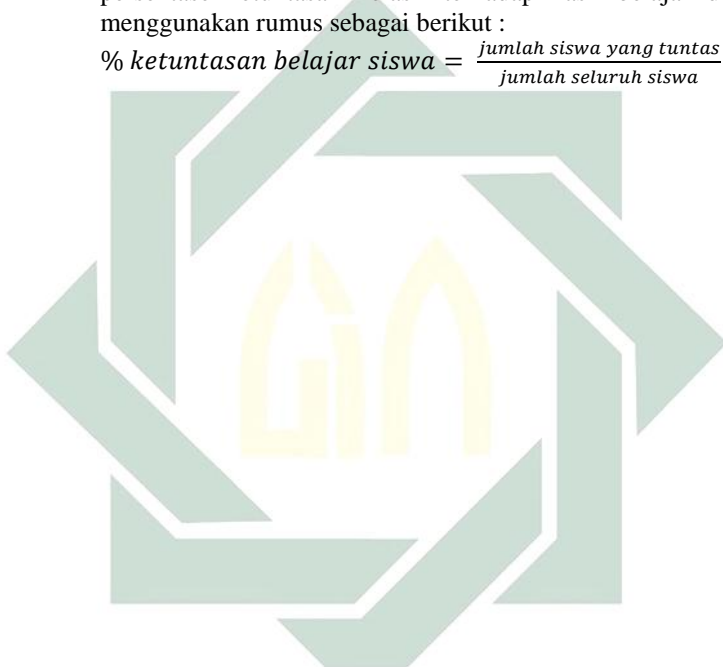 menggunakan rumus sebagai berikut :
% ketuntasan belajar siswa = jumlah siswa yang tuntas / jumlah seluruh siswa